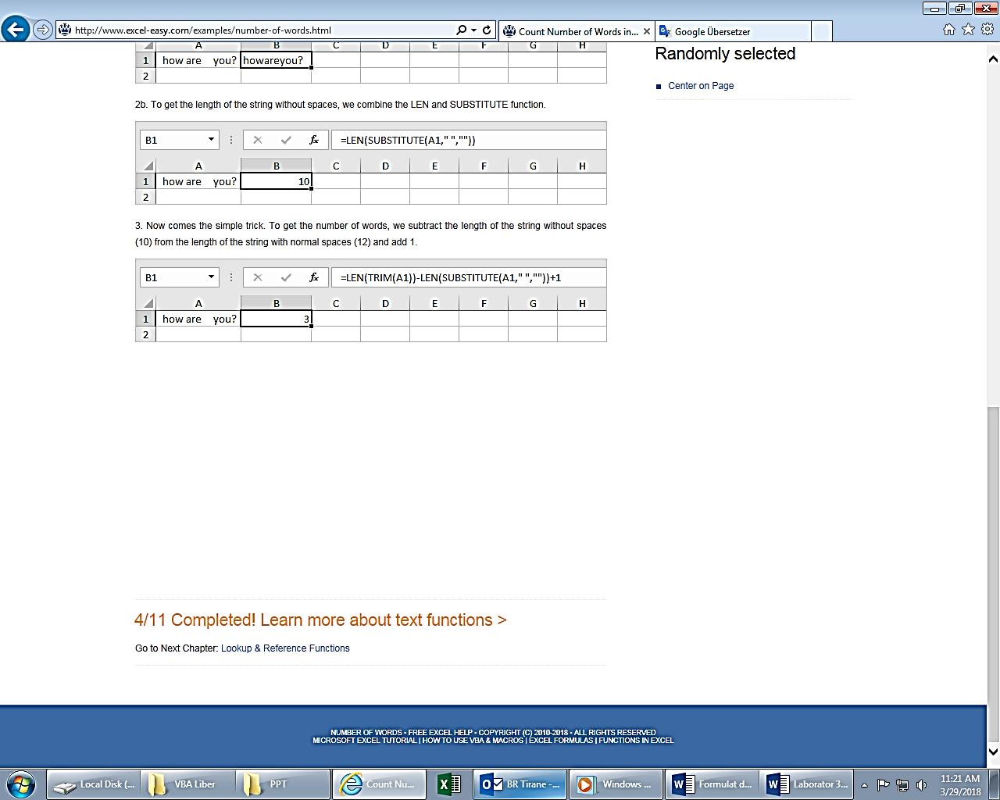 http://www.excel-easy.com/examples/number-of-words.html
Count Number of Words in...
Google Übersetzer
A B C D E F G H
1 how are you? howareyou?
2
Randomly selected
Center on Page
2b. To get the length of the string without spaces, we combine the LEN and SUBSTITUTE function.
B1 fx =LEN(SUBSTITUTE(A1," ",""))
A B C D E F G H
1 how are you? 10
2
3. Now comes the simple trick. To get the number of words, we subtract the length of the string without spaces
(10) from the length of the string with normal spaces (12) and add 1.
B1 fx =LEN(TRIM(A1))-LEN(SUBSTITUTE(A1," ",""))+1
A B C D E F G H
1 how are you? 3
2
4/11 Completed! Learn more about text functions >
Go to Next Chapter: Lookup & Reference Functions
NUMBER OF WORDS - FREE EXCEL HELP - COPYRIGHT (C) 2010-2018 - ALL RIGHTS RESERVED
MICROSOFT EXCEL TUTORIAL | HOW TO USE VBA & MACROS | EXCEL FORMULAS | FUNCTIONS IN EXCEL
Local Disk (...
VBA Liber
PPT
Count Nu...
BR Tirane -...
Windows ...
Formulat d...
Laborator 3...
11:21 AM
3/29/2018